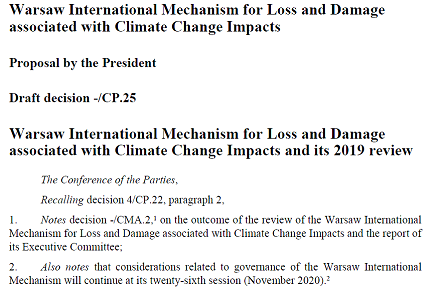 Warsaw International Mechanism for Loss and Damage
associated with Climate Change Impacts
Proposal by the President
Draft decision -/CP.25
Warsaw International Mechanism for Loss and Damage
associated with Climate Change Impacts and its 2019 review
The Conference of the Parties,
Recalling decision 4/CP.22, paragraph 2,
1. Notes decision -/CMA.2,¹ on the outcome of the review of the Warsaw International
Mechanism for Loss and Damage associated with Climate Change Impacts and the report of
its Executive Committee;
2. Also notes that considerations related to governance of the Warsaw International
Mechanism will continue at its twenty-sixth session (November 2020).²